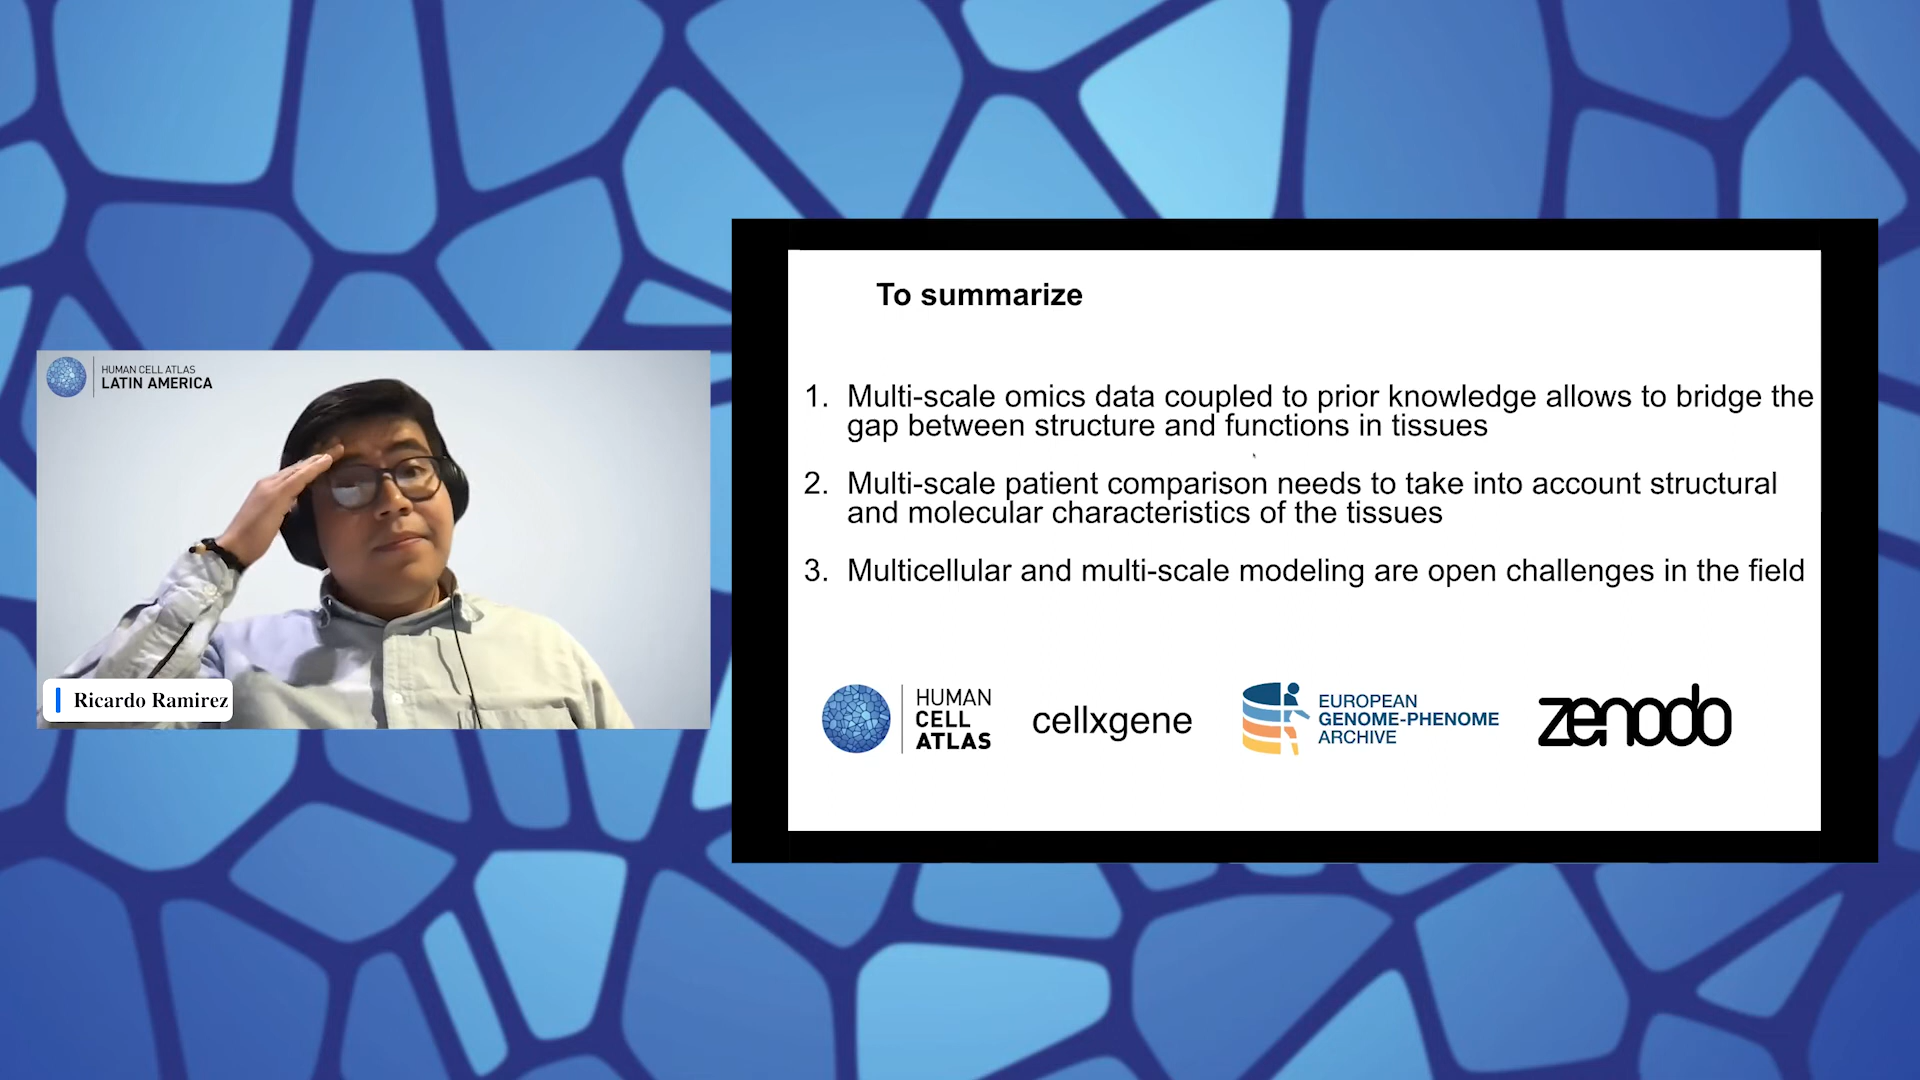 HUMAN CELL ATLAS
LATIN AMERICA
Ricardo Ramirez
To summarize
1. Multi-scale omics data coupled to prior knowledge allows to bridge the
gap between structure and functions in tissues
2. Multi-scale patient comparison needs to take into account structural
and molecular characteristics of the tissues
3. Multicellular and multi-scale modeling are open challenges in the field
HUMAN
CELL
ATLAS
cellxgene
EUROPEAN
GENOME-PHENOME
ARCHIVE
zenodo